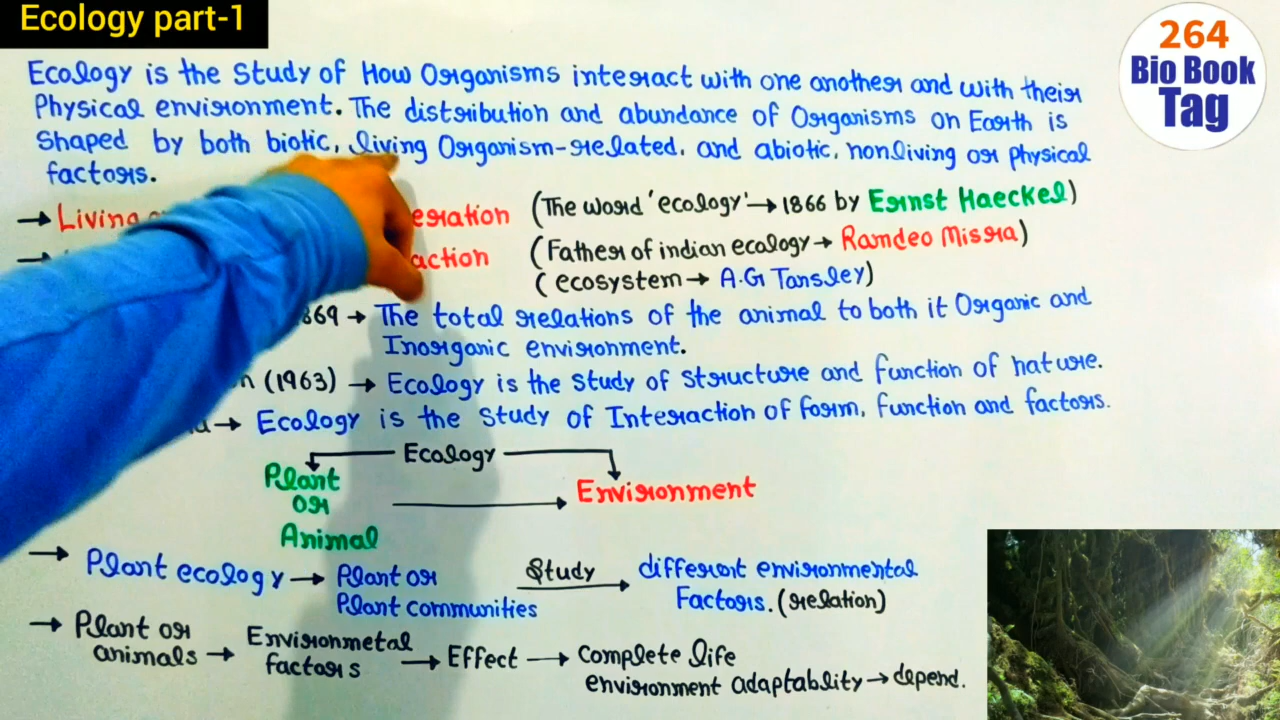 Ecology part-1
264
Bio Book
Tag
Ecology is the Study of How Organisms interact with one another and with their
Physical environment. The distribution and abundance of Organisms on Earth is
Shaped by both biotic, living Organism-related, and abiotic, nonliving or physical
factors.
→ Living
(The word 'ecology' → 1866 by Ernst Haeckel)
→ action (Father of indian ecology → Ramdeo Misra)
(ecosystem → A.G Tansley)
869 → The total relations of the animal to both it Organic and
Inorganic environment.
(1963) → Ecology is the Study of Structure and function of nature.
→ Ecology is the Study of Interaction of form, function and factors.
Ecology
Plant
or
Animal
→ Environment
→ Plant ecology → Plant or
Plant communities
Study →
different environmental
Factors. (relation)
→ Plant or
animals → Environmetal
factors → Effect → Complete life
environment adaptablity → depend.